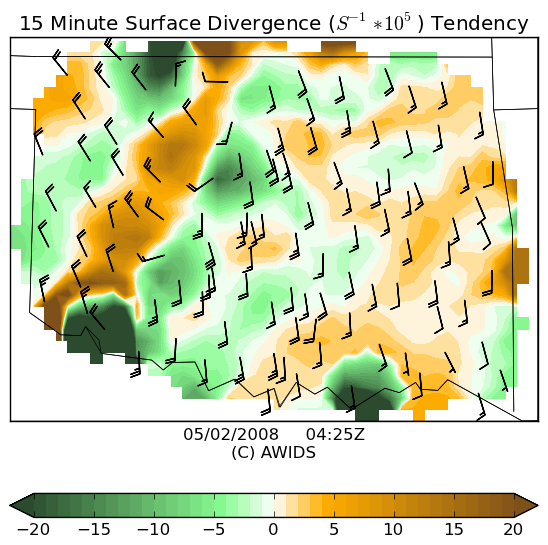 15 Minute Surface Divergence (S⁻¹ *10⁵ ) Tendency
05/02/2008 04:25Z
(C) AWIDS
−20 −15 −10 −5 0 5 10 15 20